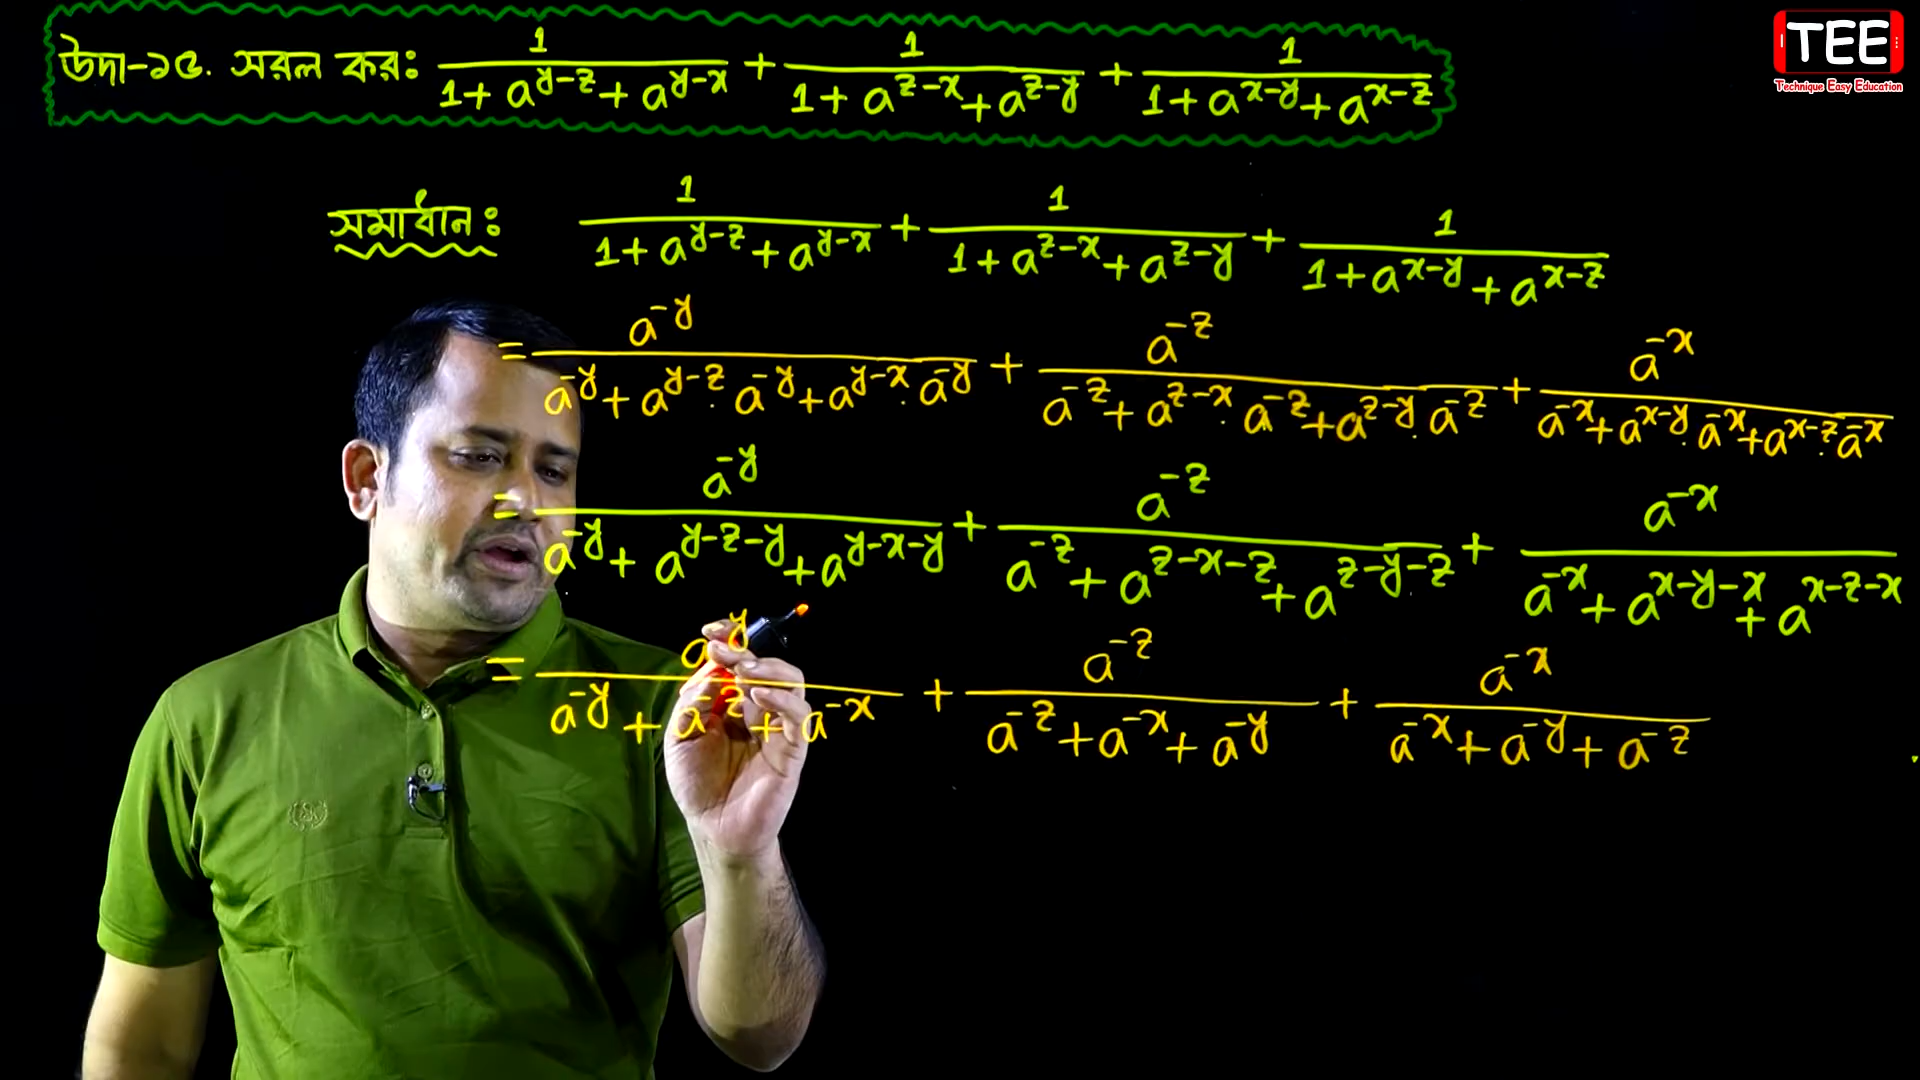 উদা-১৫. সরল কর: 1/(1+a^(y-z)+a^(y-x)) + 1/(1+a^(z-x)+a^(z-y)) + 1/(1+a^(x-y)+a^(x-z))
TEE
Technique Easy Education
সমাধান: 1/(1+a^(y-z)+a^(y-x)) + 1/(1+a^(z-x)+a^(z-y)) + 1/(1+a^(x-y)+a^(x-z))
= a^(-y)/(a^(-y)+a^(y-z).a^(-y)+a^(y-x).a^(-y)) + a^(-z)/(a^(-z)+a^(z-x).a^(-z)+a^(z-y).a^(-z)) + a^(-x)/(a^(-x)+a^(x-y).a^(-x)+a^(x-z).a^(-x))
= a^(-y)/(a^(-y)+a^(y-z-y)+a^(y-x-y)) + a^(-z)/(a^(-z)+a^(z-x-z)+a^(z-y-z)) + a^(-x)/(a^(-x)+a^(x-y-x)+a^(x-z-x))
= a^(-y)/(a^(-y)+a^(-z)+a^(-x)) + a^(-z)/(a^(-z)+a^(-x)+a^(-y)) + a^(-x)/(a^(-x)+a^(-y)+a^(-z))